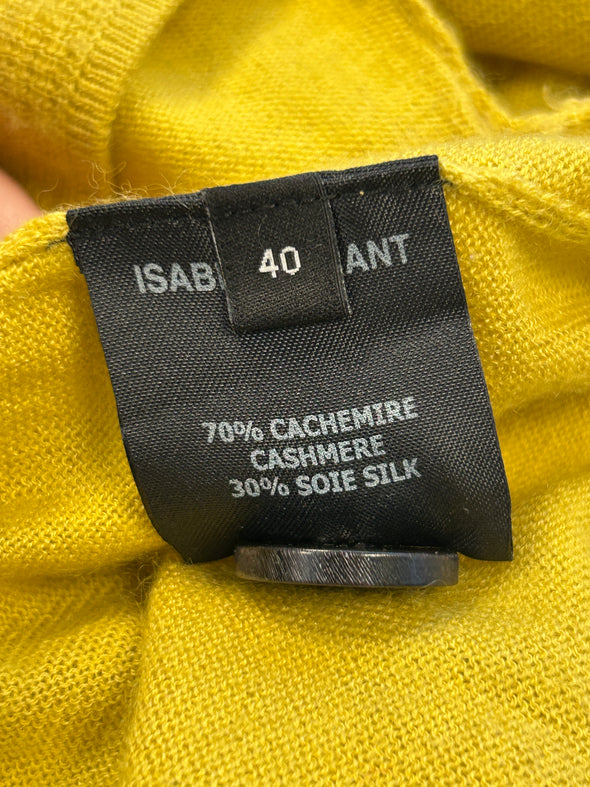 40
ISAB ANT
70% CACHEMIRE
CASHMERE
30% SOIE SILK